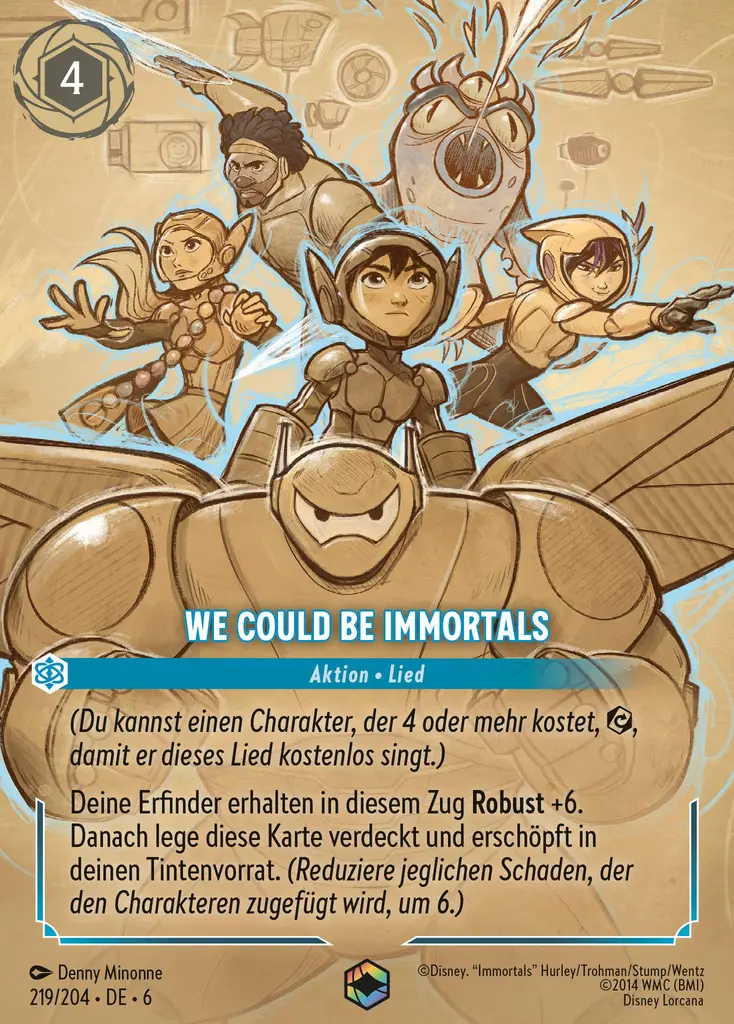 4
WE COULD BE IMMORTALS
Aktion • Lied
(Du kannst einen Charakter, der 4 oder mehr kostet, ,
damit er dieses Lied kostenlos singt.)
Deine Erfinder erhalten in diesem Zug Robust +6.
Danach lege diese Karte verdeckt und erschöpft in
deinen Tintenvorrat. (Reduziere jeglichen Schaden, der
den Charakteren zugefügt wird, um 6.)
Denny Minonne
219/204 • DE • 6
©Disney. “Immortals” Hurley/Trohman/Stump/Wentz
©2014 WMC (BMI)
Disney Lorcana